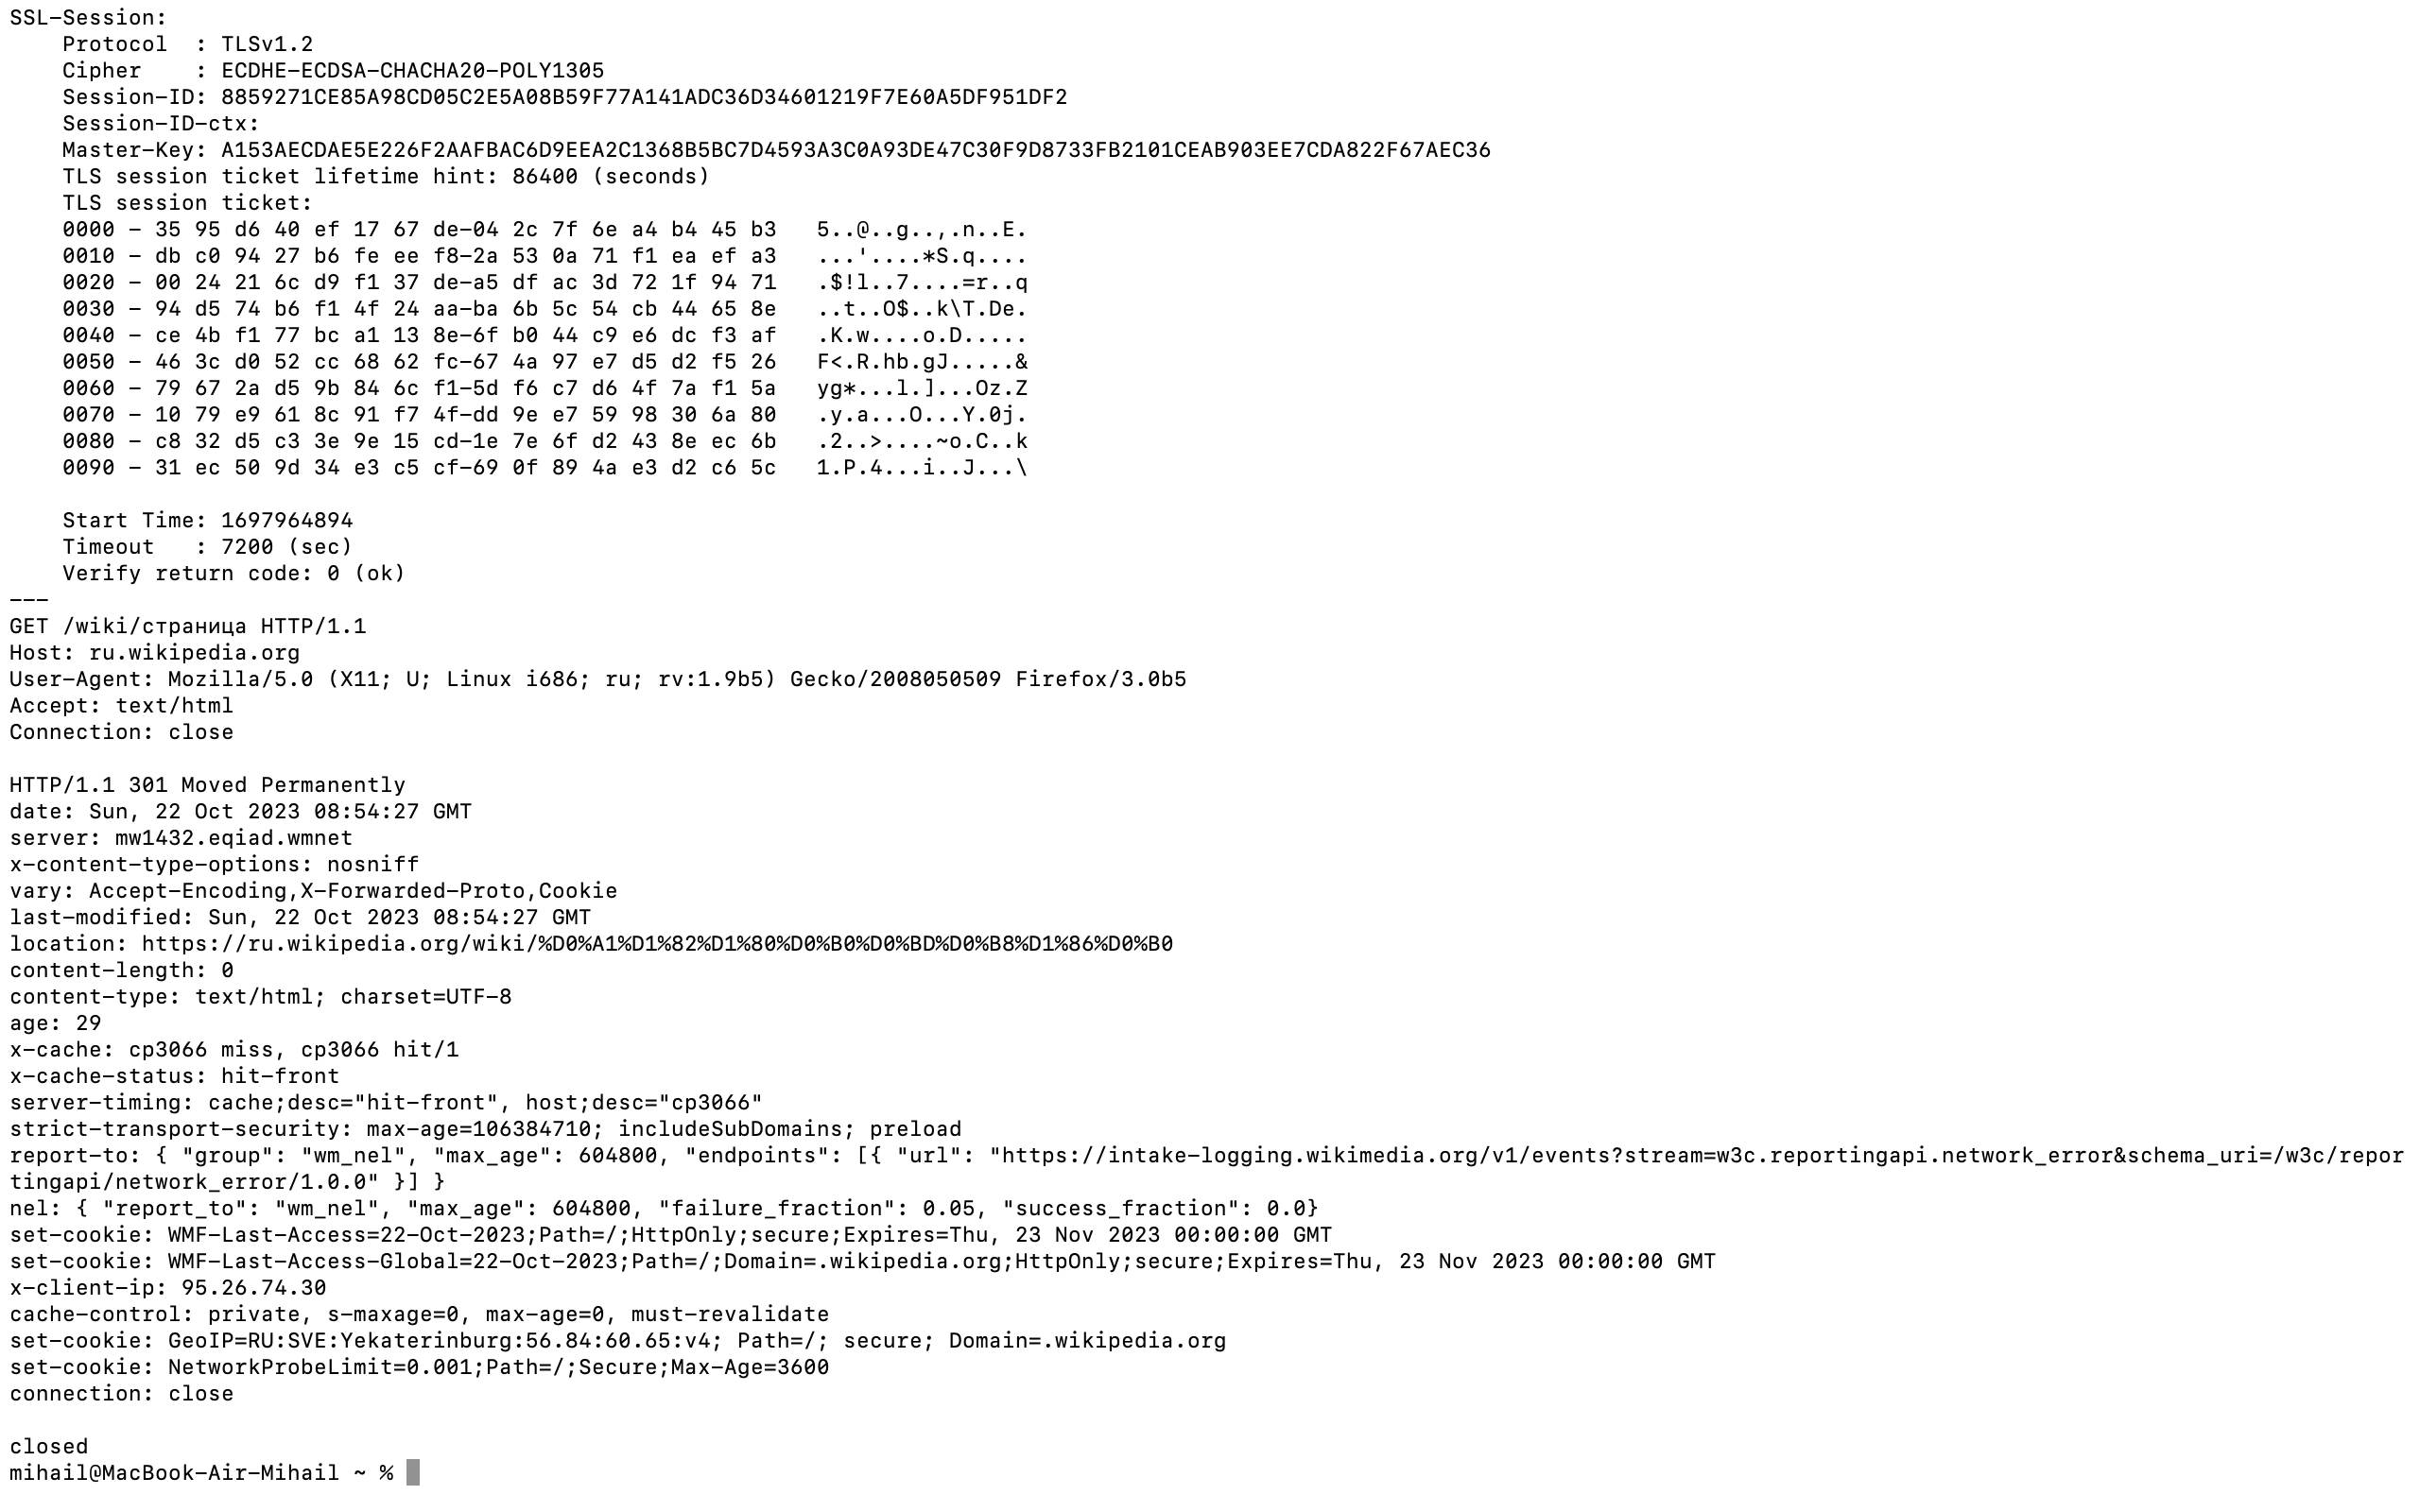 SSL-Session:
    Protocol  : TLSv1.2
    Cipher    : ECDHE-ECDSA-CHACHA20-POLY1305
    Session-ID: 8859271CE85A98CD05C2E5A08B59F77A141ADC36D34601219F7E60A5DF951DF2
    Session-ID-ctx:
    Master-Key: A153AECDAE5E226F2AAFBAC6D9EEA2C1368B5BC7D4593A3C0A93DE47C30F9D8733FB2101CEAB903EE7CDA822F67AEC36
    TLS session ticket lifetime hint: 86400 (seconds)
    TLS session ticket:
    0000 - 35 95 d6 40 ef 17 67 de-04 2c 7f 6e a4 b4 45 b3   5..@..g..,.n..E.
    0010 - db c0 94 27 b6 fe ee f8-2a 53 0a 71 f1 ea ef a3   ...'....*S.q....
    0020 - 00 24 21 6c d9 f1 37 de-a5 df ac 3d 72 1f 94 71   .$!l..7....=r..q
    0030 - 94 d5 74 b6 f1 4f 24 aa-ba 6b 5c 54 cb 44 65 8e   ..t..O$..k\T.De.
    0040 - ce 4b f1 77 bc a1 13 8e-6f b0 44 c9 e6 dc f3 af   .K.w....o.D.....
    0050 - 46 3c d0 52 cc 68 62 fc-67 4a 97 e7 d5 d2 f5 26   F<.R.hb.gJ.....&
    0060 - 79 67 2a d5 9b 84 6c f1-5d f6 c7 d6 4f 7a f1 5a   yg*...l.]...Oz.Z
    0070 - 10 79 e9 61 8c 91 f7 4f-dd 9e e7 59 98 30 6a 80   .y.a...O...Y.0j.
    0080 - c8 32 d5 c3 3e 9e 15 cd-1e 7e 6f d2 43 8e ec 6b   .2..>....~o.C..k
    0090 - 31 ec 50 9d 34 e3 c5 cf-69 0f 89 4a e3 d2 c6 5c   1.P.4...i..J...\

    Start Time: 1697964894
    Timeout   : 7200 (sec)
    Verify return code: 0 (ok)
---
GET /wiki/страница HTTP/1.1
Host: ru.wikipedia.org
User-Agent: Mozilla/5.0 (X11; U; Linux i686; ru; rv:1.9b5) Gecko/2008050509 Firefox/3.0b5
Accept: text/html
Connection: close

HTTP/1.1 301 Moved Permanently
date: Sun, 22 Oct 2023 08:54:27 GMT
server: mw1432.eqiad.wmnet
x-content-type-options: nosniff
vary: Accept-Encoding,X-Forwarded-Proto,Cookie
last-modified: Sun, 22 Oct 2023 08:54:27 GMT
location: https://ru.wikipedia.org/wiki/%D0%A1%D1%82%D1%80%D0%B0%D0%BD%D0%B8%D1%86%D0%B0
content-length: 0
content-type: text/html; charset=UTF-8
age: 29
x-cache: cp3066 miss, cp3066 hit/1
x-cache-status: hit-front
server-timing: cache;desc="hit-front", host;desc="cp3066"
strict-transport-security: max-age=106384710; includeSubDomains; preload
report-to: { "group": "wm_nel", "max_age": 604800, "endpoints": [{ "url": "https://intake-logging.wikimedia.org/v1/events?stream=w3c.reportingapi.network_error&schema_uri=/w3c/repor
tingapi/network_error/1.0.0" }] }
nel: { "report_to": "wm_nel", "max_age": 604800, "failure_fraction": 0.05, "success_fraction": 0.0}
set-cookie: WMF-Last-Access=22-Oct-2023;Path=/;HttpOnly;secure;Expires=Thu, 23 Nov 2023 00:00:00 GMT
set-cookie: WMF-Last-Access-Global=22-Oct-2023;Path=/;Domain=.wikipedia.org;HttpOnly;secure;Expires=Thu, 23 Nov 2023 00:00:00 GMT
x-client-ip: 95.26.74.30
cache-control: private, s-maxage=0, max-age=0, must-revalidate
set-cookie: GeoIP=RU:SVE:Yekaterinburg:56.84:60.65:v4; Path=/; secure; Domain=.wikipedia.org
set-cookie: NetworkProbeLimit=0.001;Path=/;Secure;Max-Age=3600
connection: close

closed
mihail@MacBook-Air-Mihail ~ %